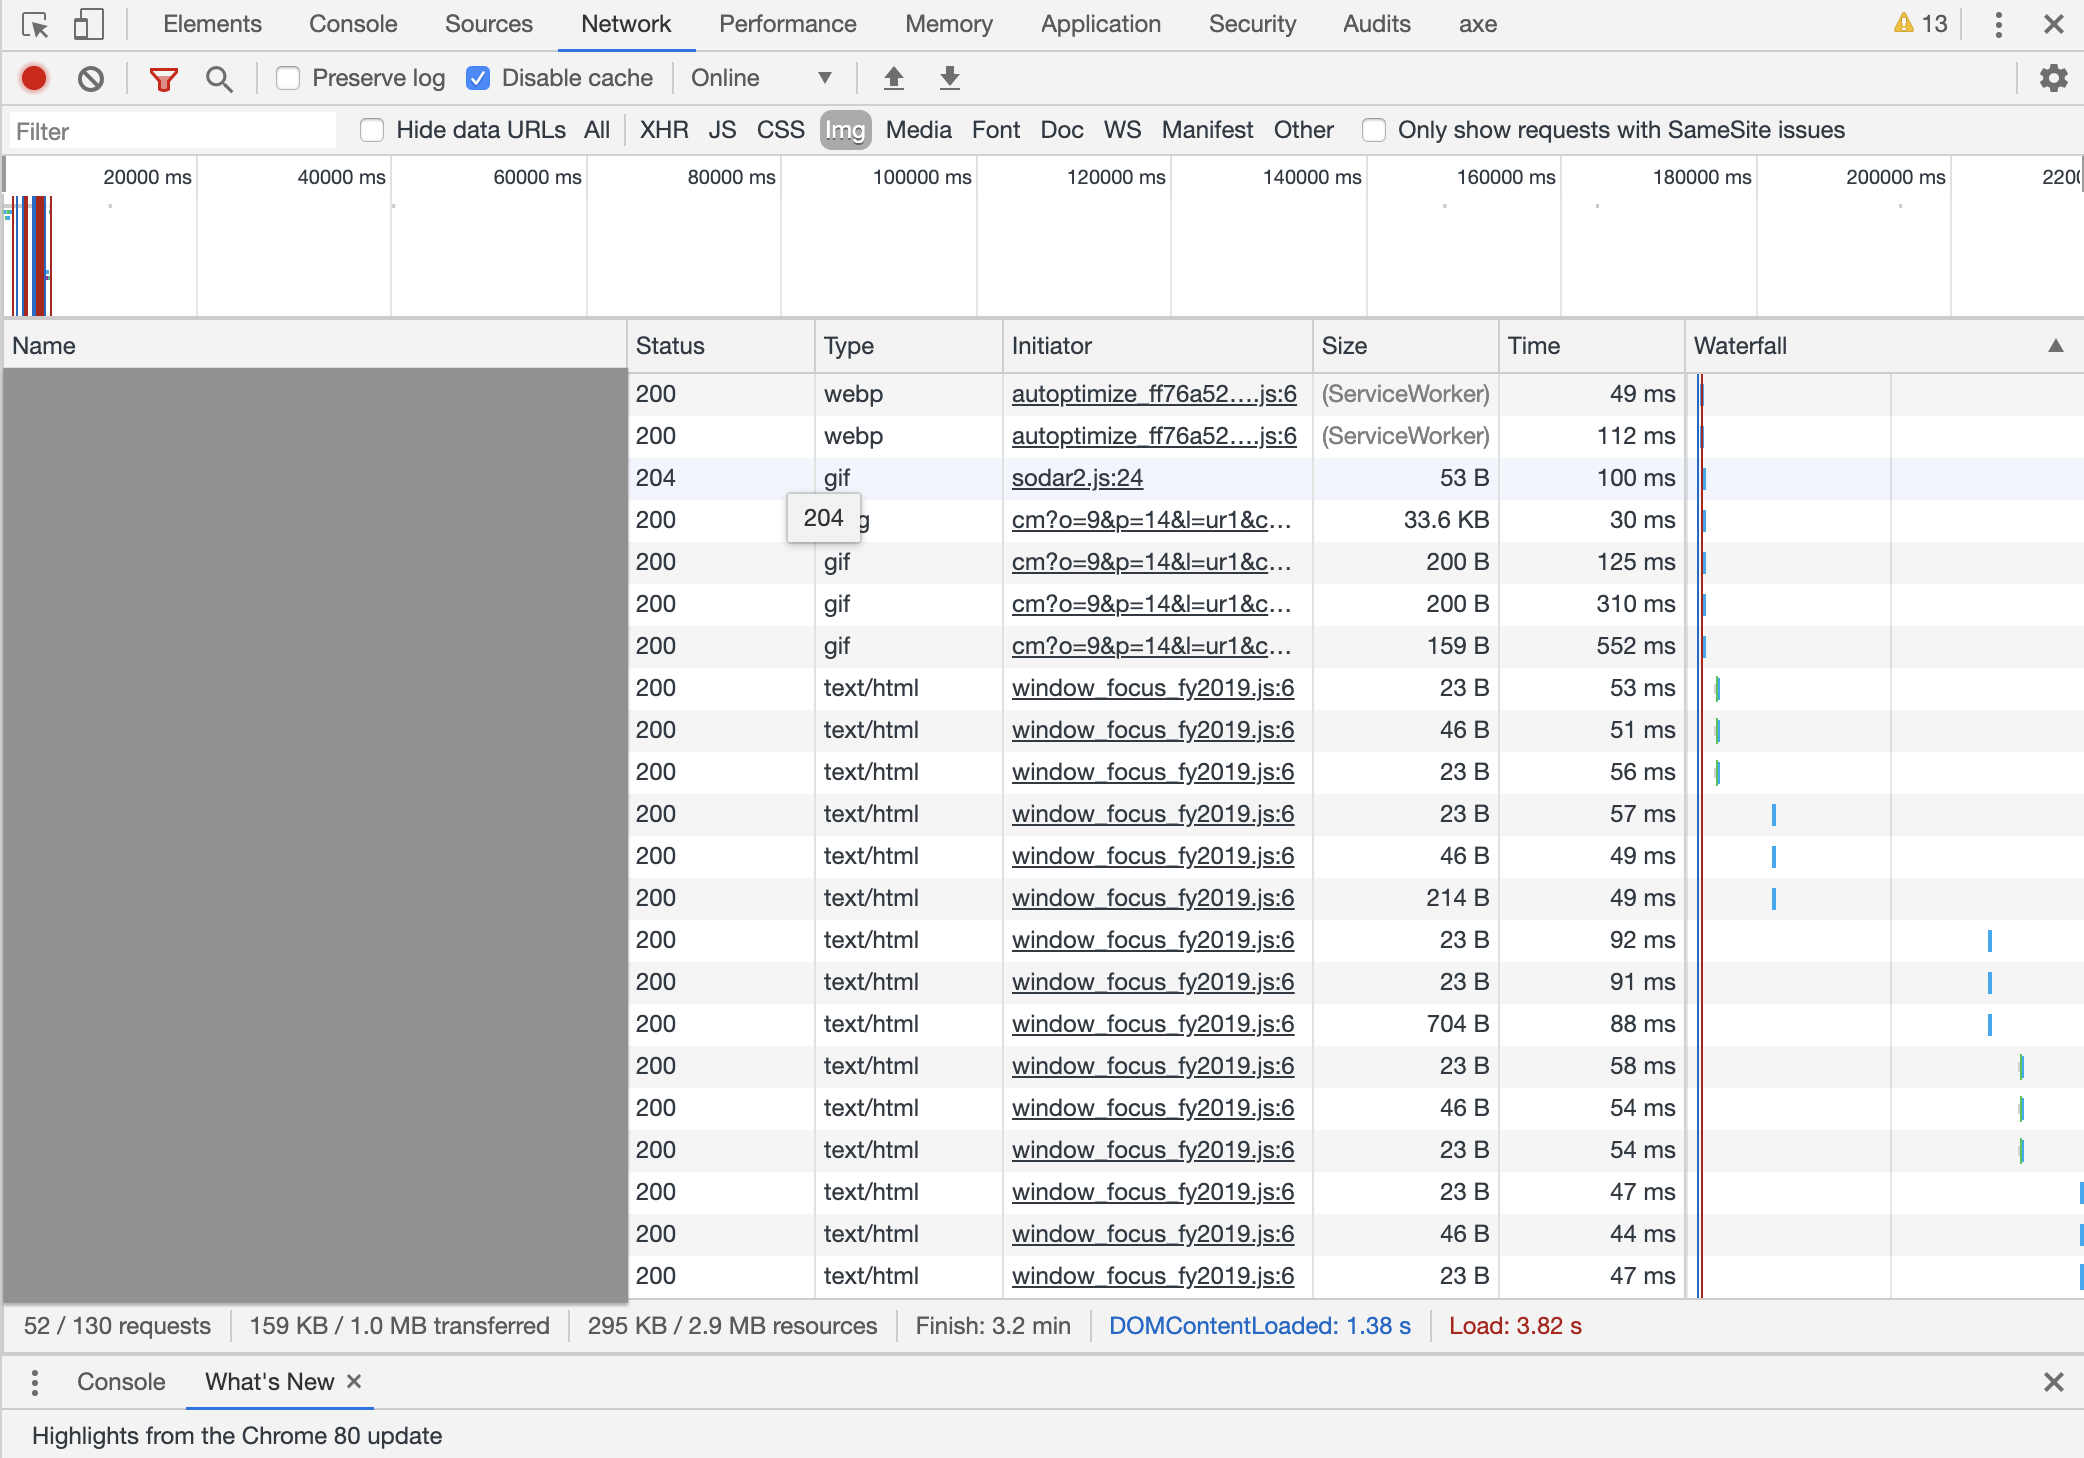 Elements Console Sources Network Performance Memory Application Security Audits axe 13
Preserve log Disable cache Online
Filter Hide data URLs All XHR JS CSS Img Media Font Doc WS Manifest Other Only show requests with SameSite issues
20000 ms 40000 ms 60000 ms 80000 ms 100000 ms 120000 ms 140000 ms 160000 ms 180000 ms 200000 ms
Name Status Type Initiator Size Time Waterfall
200 webp autoptimize_ff76a52....js:6 (ServiceWorker) 49 ms
200 webp autoptimize_ff76a52....js:6 (ServiceWorker) 112 ms
204 gif sodar2.js:24 53 B 100 ms
200 204 g cm?o=9&p=14&l=ur1&c... 33.6 KB 30 ms
200 gif cm?o=9&p=14&l=ur1&c... 200 B 125 ms
200 gif cm?o=9&p=14&l=ur1&c... 200 B 310 ms
200 gif cm?o=9&p=14&l=ur1&c... 159 B 552 ms
200 text/html window_focus_fy2019.js:6 23 B 53 ms
200 text/html window_focus_fy2019.js:6 46 B 51 ms
200 text/html window_focus_fy2019.js:6 23 B 56 ms
200 text/html window_focus_fy2019.js:6 23 B 57 ms
200 text/html window_focus_fy2019.js:6 46 B 49 ms
200 text/html window_focus_fy2019.js:6 214 B 49 ms
200 text/html window_focus_fy2019.js:6 23 B 92 ms
200 text/html window_focus_fy2019.js:6 23 B 91 ms
200 text/html window_focus_fy2019.js:6 704 B 88 ms
200 text/html window_focus_fy2019.js:6 23 B 58 ms
200 text/html window_focus_fy2019.js:6 46 B 54 ms
200 text/html window_focus_fy2019.js:6 23 B 54 ms
200 text/html window_focus_fy2019.js:6 23 B 47 ms
200 text/html window_focus_fy2019.js:6 46 B 44 ms
200 text/html window_focus_fy2019.js:6 23 B 47 ms
52 / 130 requests 159 KB / 1.0 MB transferred 295 KB / 2.9 MB resources Finish: 3.2 min DOMContentLoaded: 1.38 s Load: 3.82 s
Console What's New
Highlights from the Chrome 80 update